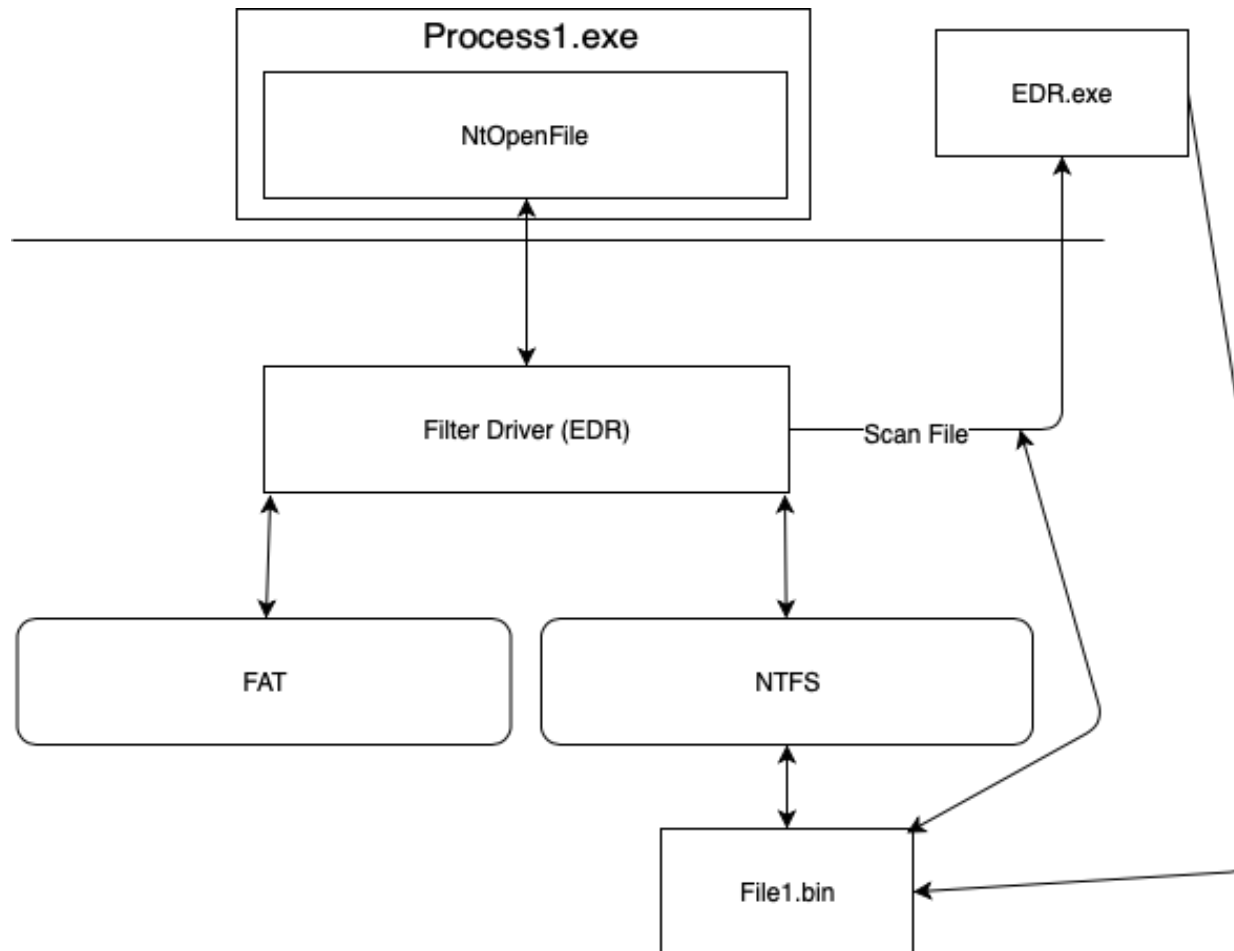 Process1.exe
NtOpenFile
EDR.exe
Filter Driver (EDR)
Scan File
FAT
NTFS
File1.bin